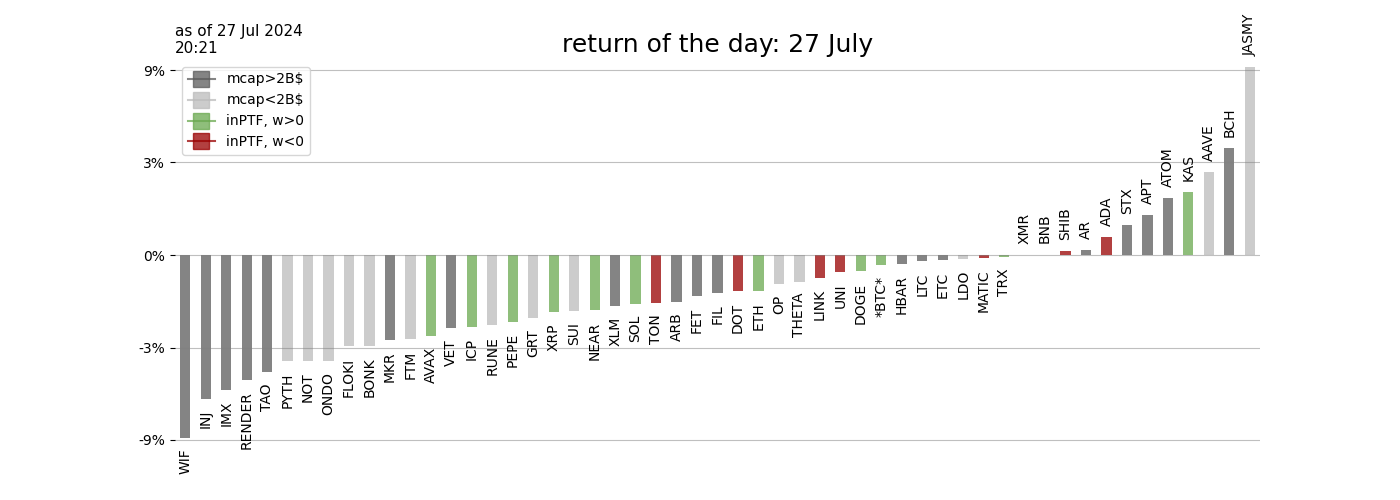 as of 27 Jul 2024
20:21
return of the day: 27 July
mcap>2B$
mcap<2B$
inPTF, w>0
inPTF, w<0
9%
3%
0%
-3%
-9%
WIF
INJ
IMX
RENDER
TAO
PYTH
NOT
ONDO
FLOKI
BONK
MKR
FTM
AVAX
VET
ICP
RUNE
PEPE
GRT
XRP
SUI
NEAR
XLM
SOL
TON
ARB
FET
FIL
DOT
ETH
OP
THETA
LINK
UNI
DOGE
*BTC*
HBAR
LTC
ETC
LDO
MATIC
TRX
XMR
BNB
SHIB
AR
ADA
STX
APT
ATOM
KAS
AAVE
BCH
JASMY